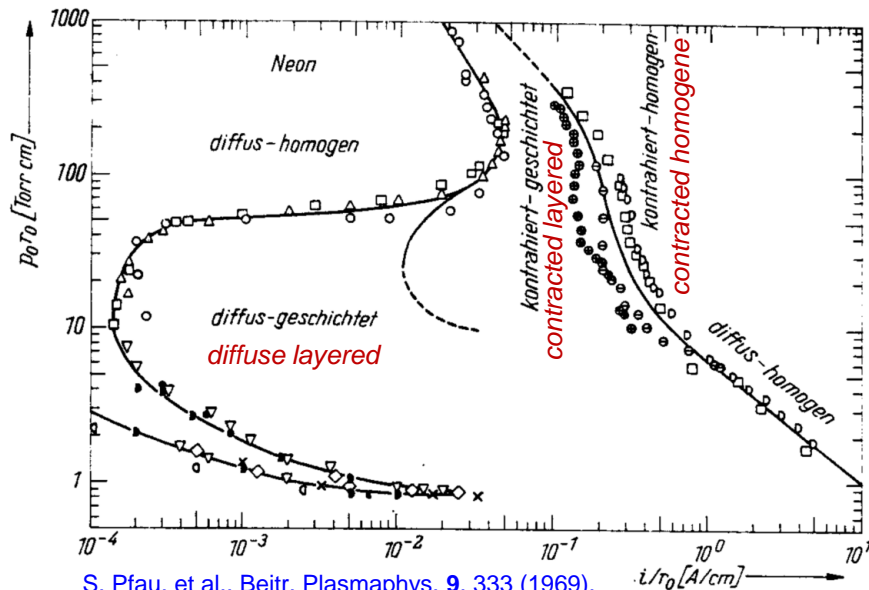 1000
100
10
1
p₀r₀ [Torr cm]
Neon
diffus-homogen
diffus-geschichtet
diffuse layered
kontrahiert-geschichtet
contracted layered
kontrahiert-homogen
contracted homogene
diffus-homogen
10⁻⁴
10⁻³
10⁻²
10⁻¹
10⁰
10¹
i/r₀ [A/cm]
S. Pfau, et al., Beitr. Plasmaphys. 9, 333 (1969).